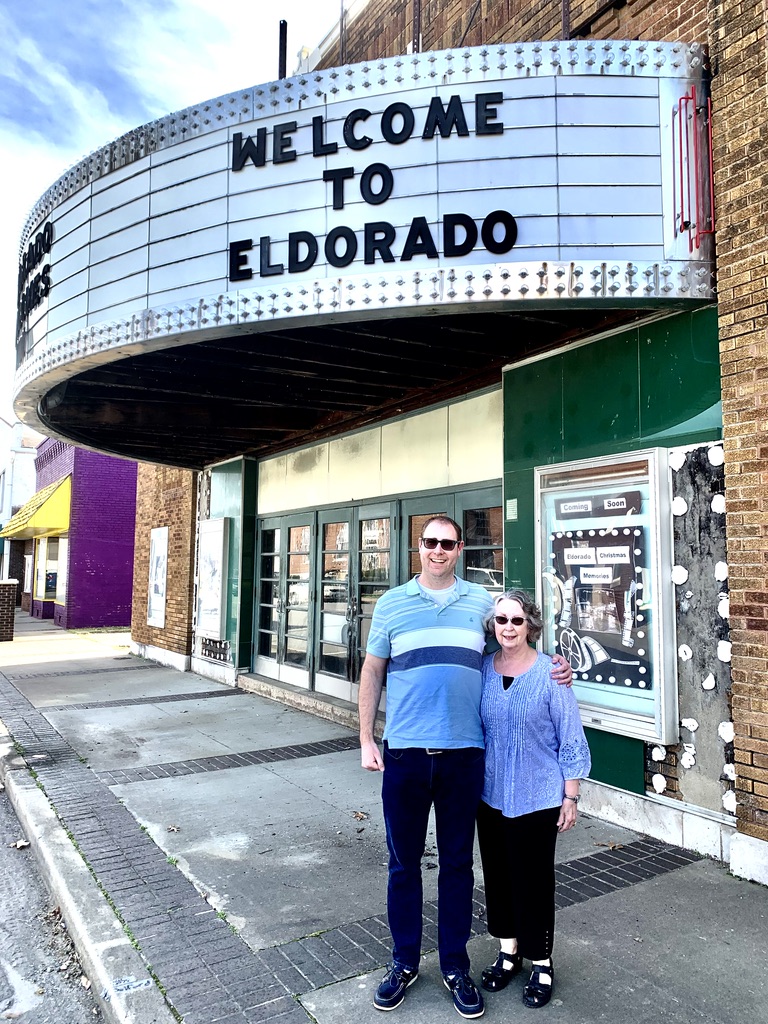 WELCOME
TO
ELDORADO
Coming Soon
Eldorado Christmas
Memories